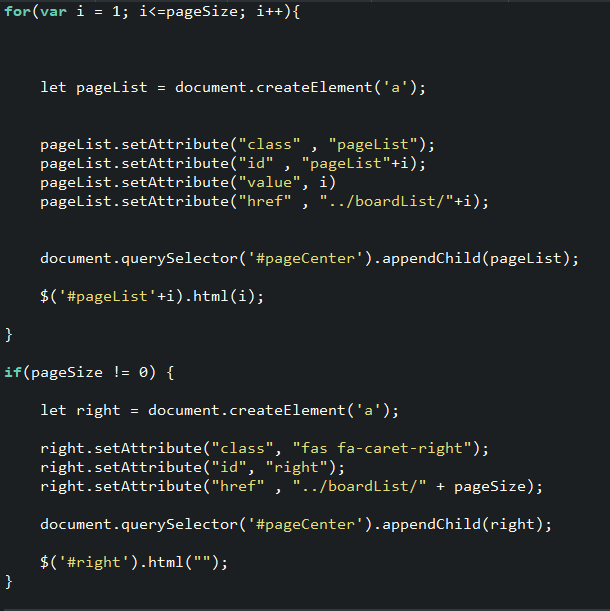 for(var i = 1; i<=pageSize; i++){
let pageList = document.createElement('a');
pageList.setAttribute("class" , "pageList");
pageList.setAttribute("id" , "pageList"+i);
pageList.setAttribute("value", i)
pageList.setAttribute("href" , "../boardList/"+i);
document.querySelector('#pageCenter').appendChild(pageList);
$('#pageList'+i).html(i);
}
if(pageSize != 0) {
let right = document.createElement('a');
right.setAttribute("class", "fas fa-caret-right");
right.setAttribute("id", "right");
right.setAttribute("href" , "../boardList/" + pageSize);
document.querySelector('#pageCenter').appendChild(right);
$('#right').html("");
}